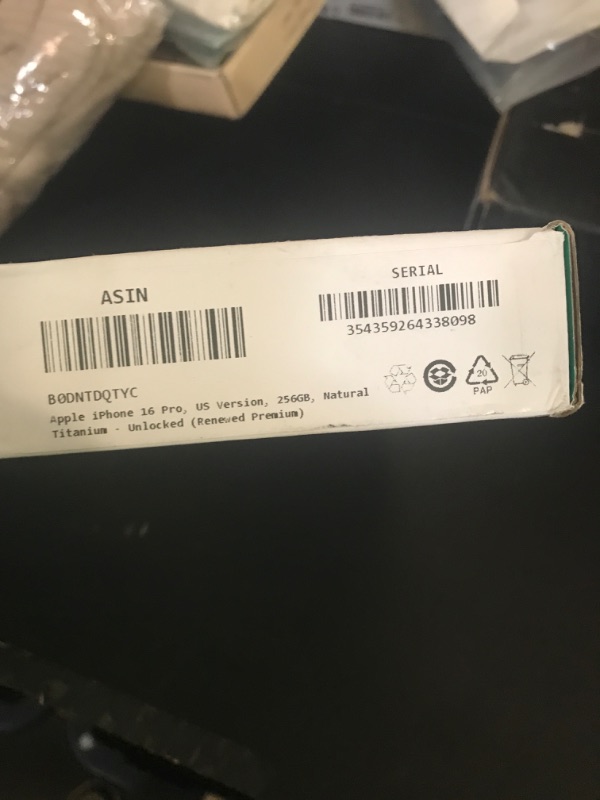 ASIN
B0DNTDQTYC
Apple iPhone 16 Pro, US Version, 256GB, Natural
Titanium - Unlocked (Renewed Premium)
SERIAL
354359264338098
20
PAP